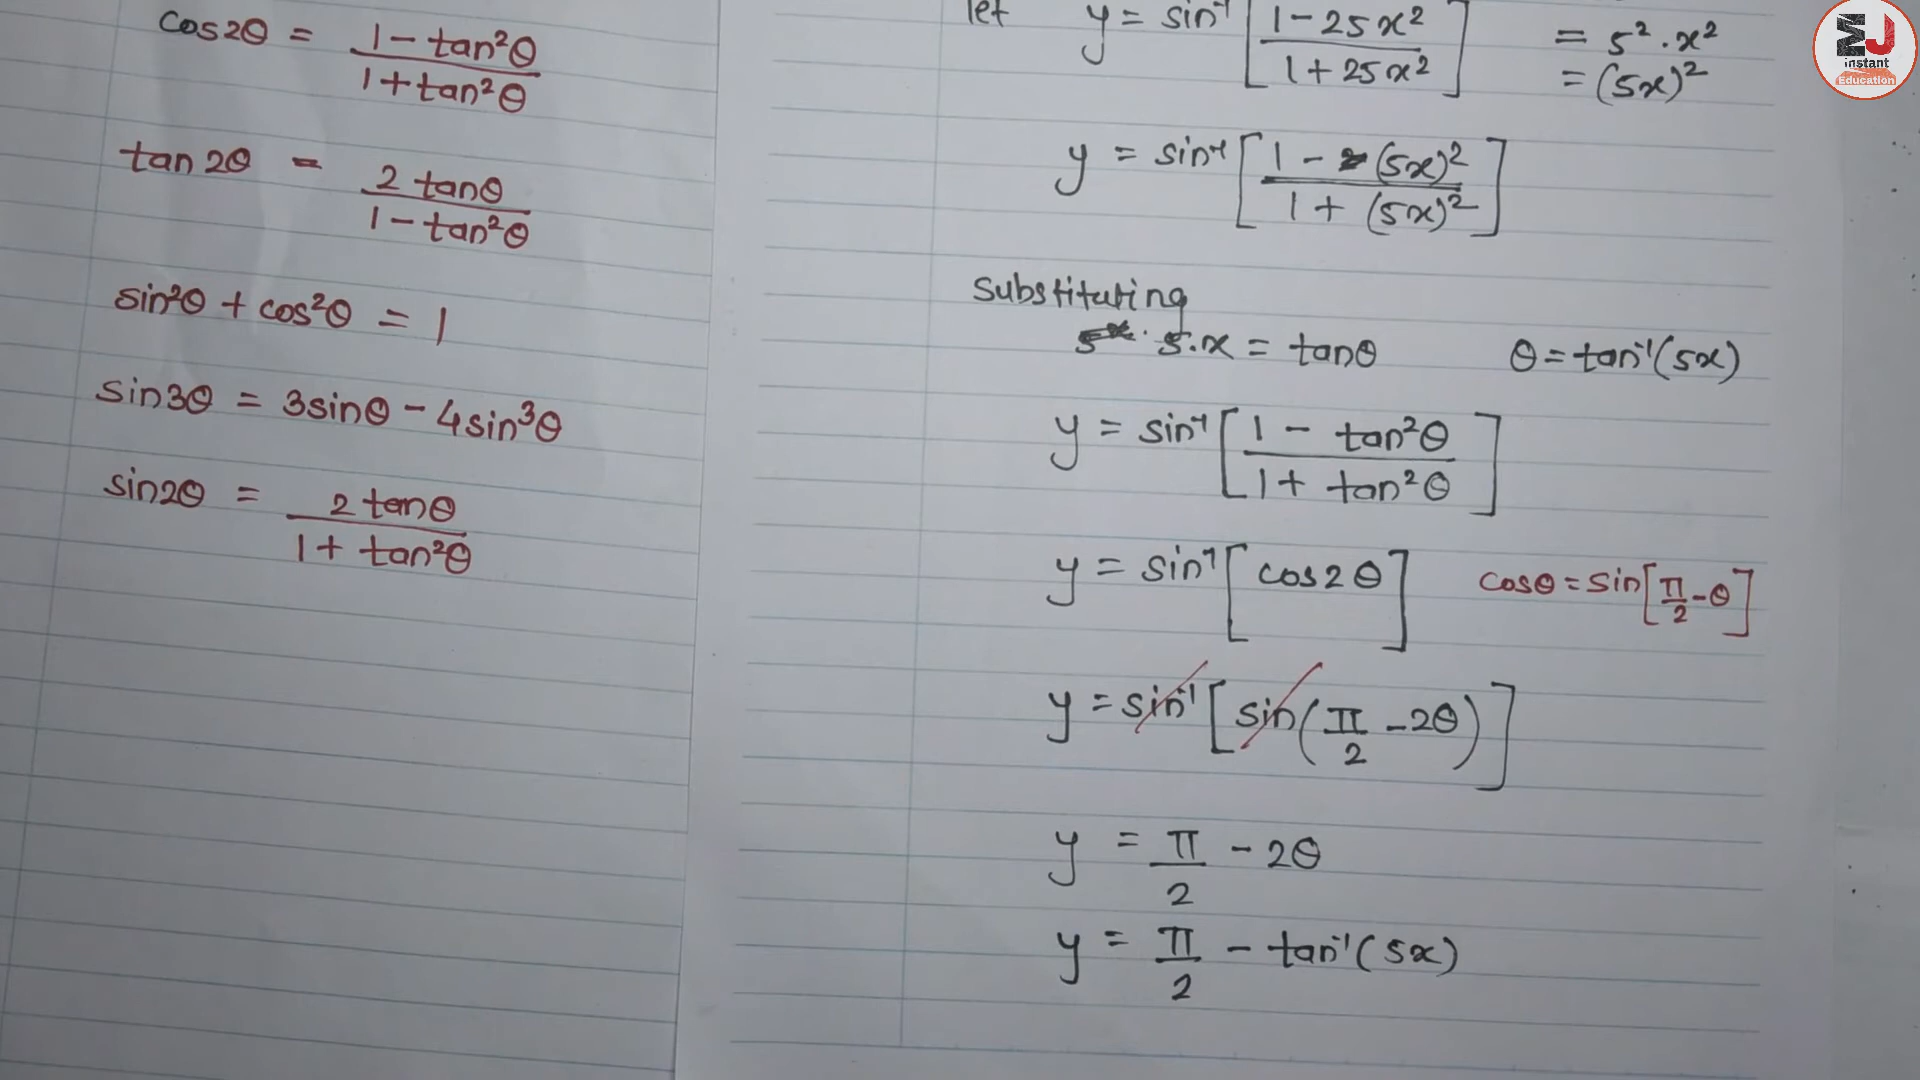 cos2θ = 1 - tan²θ / 1 + tan²θ
tan 2θ = 2 tanθ / 1 - tan²θ
sin²θ + cos²θ = 1
sin3θ = 3sinθ - 4sin³θ
sin2θ = 2 tanθ / 1 + tan²θ
let y = sin⁻¹ [1 - 25x² / 1 + 25x²] = 5² . x²
= (5x)²
y = sin⁻¹ [1 - (5x)² / 1 + (5x)²]
Substituting
5.x = tanθ θ = tan⁻¹(5x)
y = sin⁻¹ [1 - tan²θ / 1 + tan²θ]
y = sin⁻¹ [cos2θ] cosθ = sin[π/2 - θ]
y = sin⁻¹ [sin(π/2 - 2θ)]
y = π/2 - 2θ
y = π/2 - tan⁻¹(5x)
MJ
instant
Education